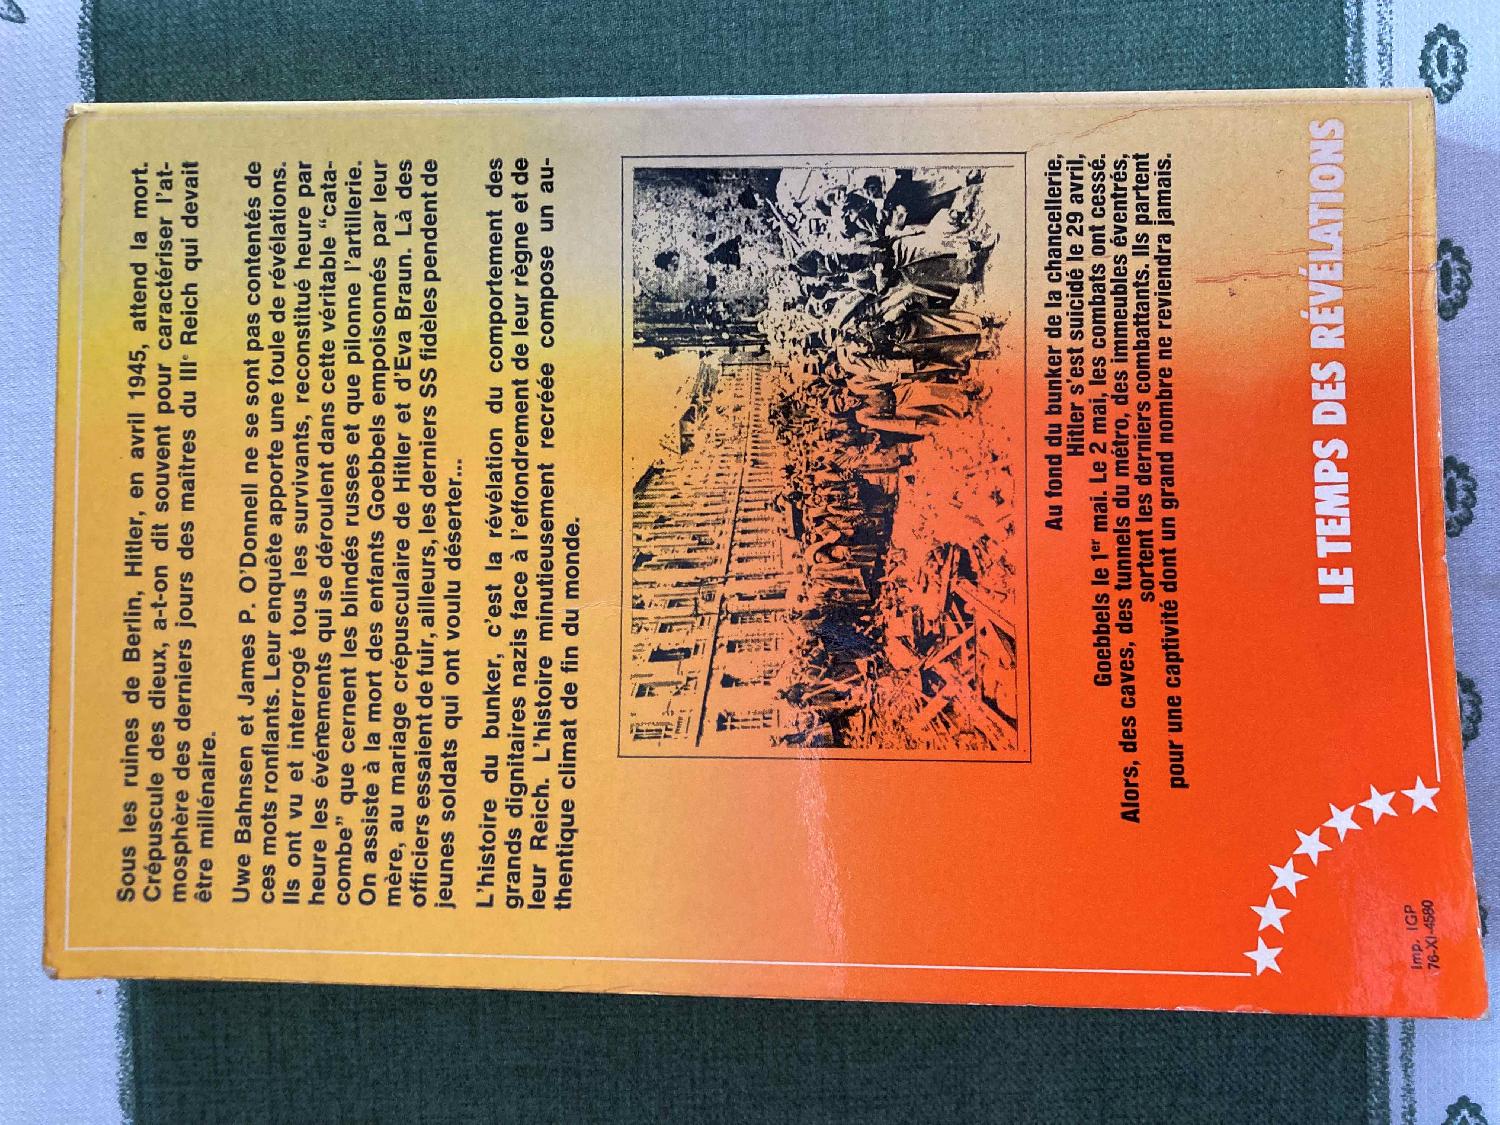 Sous les ruines de Berlin, Hitler, en avril 1945, attend la mort.
Crépuscule des dieux, a-t-on dit souvent pour caractériser l'at-
mosphère des derniers jours des maîtres du IIIe Reich qui devait
être millénaire.
Uwe Bahnsen et James P. O'Donnell ne se sont pas contentés de
ces mots ronflants. Leur enquête apporte une foule de révélations.
Ils ont vu et interrogé tous les survivants, reconstitué heure par
heure les événements qui se déroulent dans cette véritable "cata-
combe" que cernent les blindés russes et que pilonne l'artillerie.
On assiste à la mort des enfants Goebbels empoisonnés par leur
mère, au mariage crépusculaire de Hitler et d'Eva Braun. Là des
officiers essaient de fuir, ailleurs, les derniers SS fidèles pendent de
jeunes soldats qui ont voulu déserter...
L'histoire du bunker, c'est la révélation du comportement des
grands dignitaires nazis face à l'effondrement de leur règne et de
leur Reich. L'histoire minutieusement recréée compose un au-
thentique climat de fin du monde.
Au fond du bunker de la chancellerie,
Hitler s'est suicidé le 29 avril,
Goebbels le 1er mai. Le 2 mai, les combats ont cessé.
Alors, des caves, des tunnels du métro, des immeubles éventrés,
sortent les derniers combattants. Ils partent
pour une captivité dont un grand nombre ne reviendra jamais.
LE TEMPS DES RÉVÉLATIONS
Imp. IGP
76-XI-4580